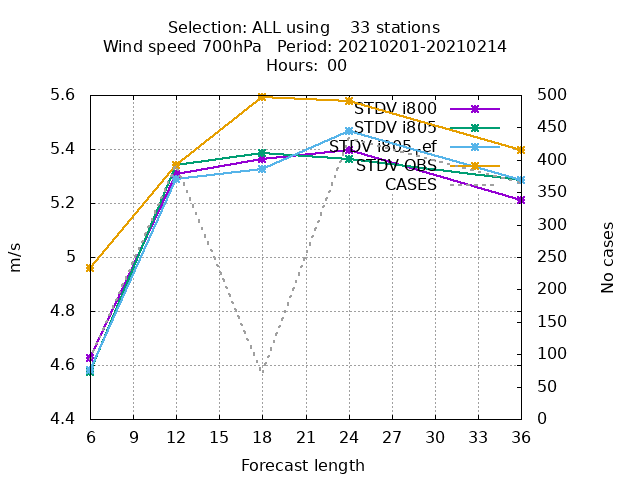 Selection: ALL using 33 stations
Wind speed 700hPa Period: 20210201-20210214
Hours: 00
5.6
5.4
5.2
5
4.8
4.6
4.4
m/s
STDV i800
STDV i805
STDV i805_ef
STDV OBS
CASES
500
450
400
350
300
250
200
150
100
50
0
No cases
6 9 12 15 18 21 24 27 30 33 36
Forecast length